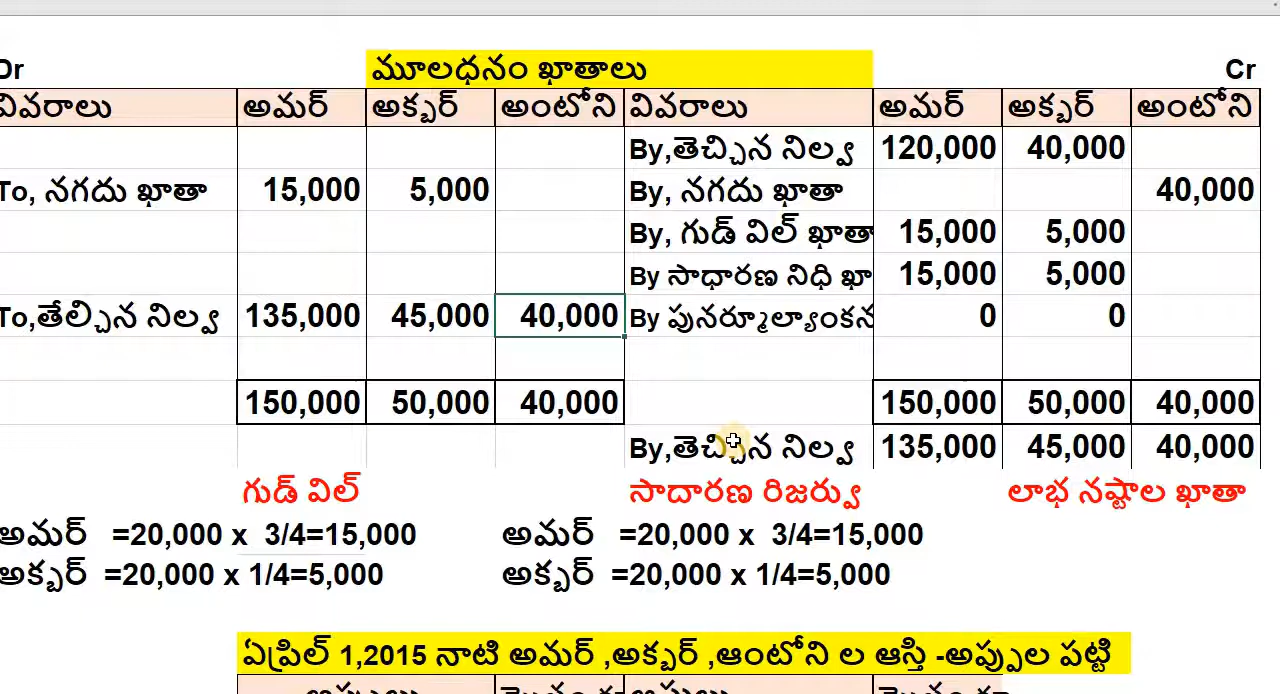 Dr మూలధనం ఖాతాలు Cr
వివరాలు అమర్ అక్బర్ అంటోని వివరాలు అమర్ అక్బర్ అంటోని
By,తెచ్చిన నిల్వ 120,000 40,000
To, నగదు ఖాతా 15,000 5,000 By, నగదు ఖాతా 40,000
By, గుడ్ విల్ ఖాతా 15,000 5,000
By సాధారణ నిధి ఖా 15,000 5,000
To,తేల్చిన నిల్వ 135,000 45,000 40,000 By పునర్మూల్యాంకన 0 0
150,000 50,000 40,000 150,000 50,000 40,000
By,తెచ్చిన నిల్వ 135,000 45,000 40,000
గుడ్ విల్ సాదారణ రిజర్వు లాభ నష్టాల ఖాతా
అమర్ =20,000 x 3/4=15,000 అమర్ =20,000 x 3/4=15,000
అక్బర్ =20,000 x 1/4=5,000 అక్బర్ =20,000 x 1/4=5,000
ఏప్రిల్ 1,2015 నాటి అమర్ ,అక్బర్ ,ఆంటోని ల ఆస్తి -అప్పుల పట్టి